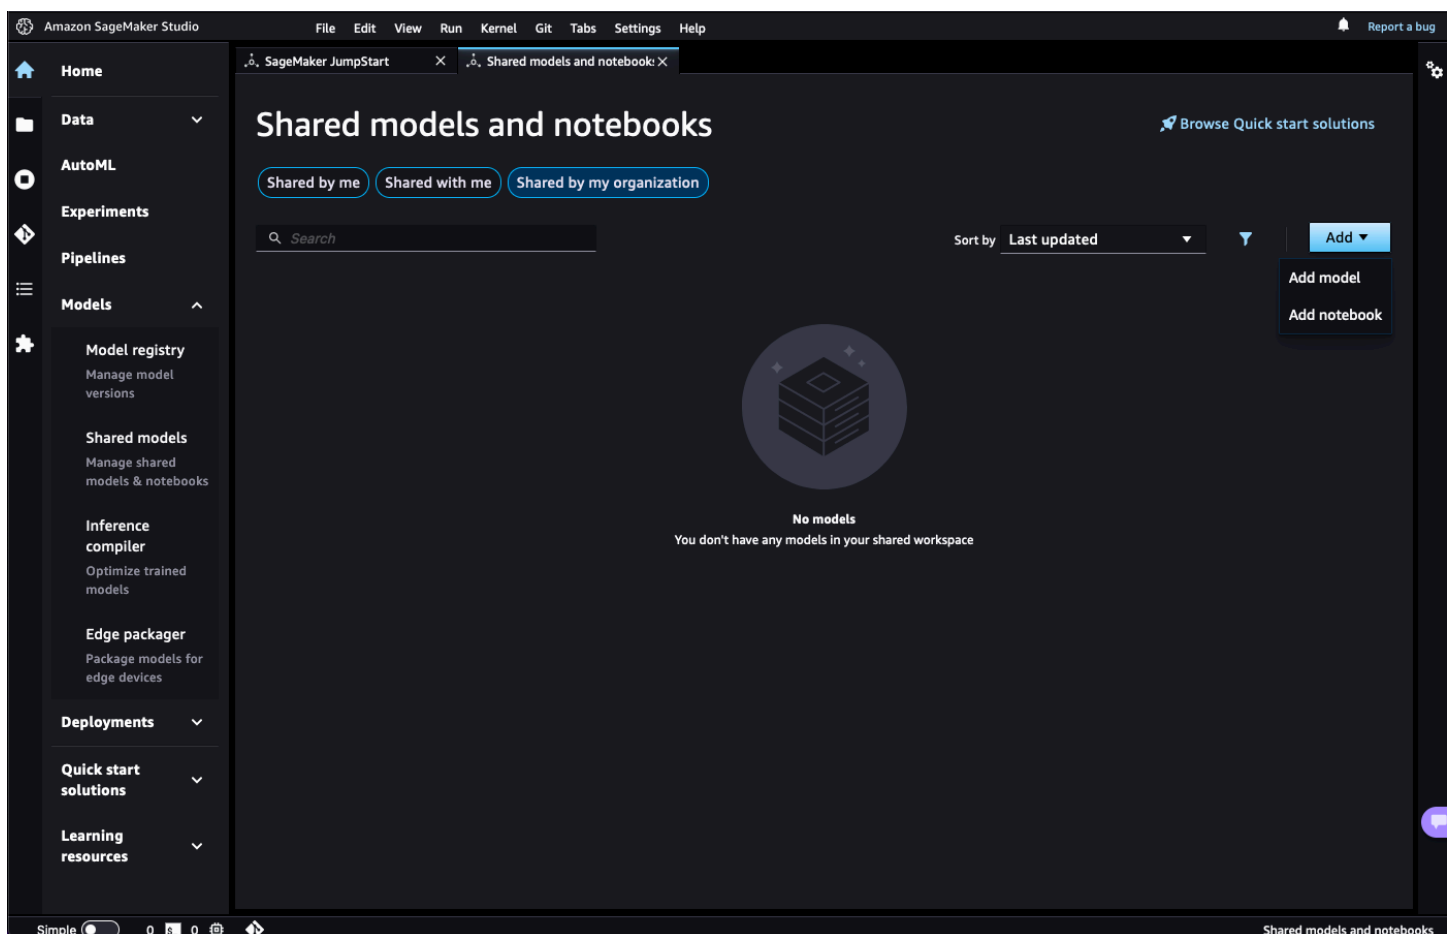 Amazon SageMaker Studio
File Edit View Run Kernel Git Tabs Settings Help
Report a bug
Home
Data
AutoML
Experiments
Pipelines
Models
Model registry
Manage model
versions
Shared models
Manage shared
models & notebooks
Inference
compiler
Optimize trained
models
Edge packager
Package models for
edge devices
Deployments
Quick start
solutions
Learning
resources
SageMaker JumpStart
Shared models and notebook
Shared models and notebooks
Browse Quick start solutions
Shared by me
Shared with me
Shared by my organization
Search
Sort by Last updated
Add
Add model
Add notebook
No models
You don't have any models in your shared workspace
Simple 0 $ 0
Shared models and notebooks